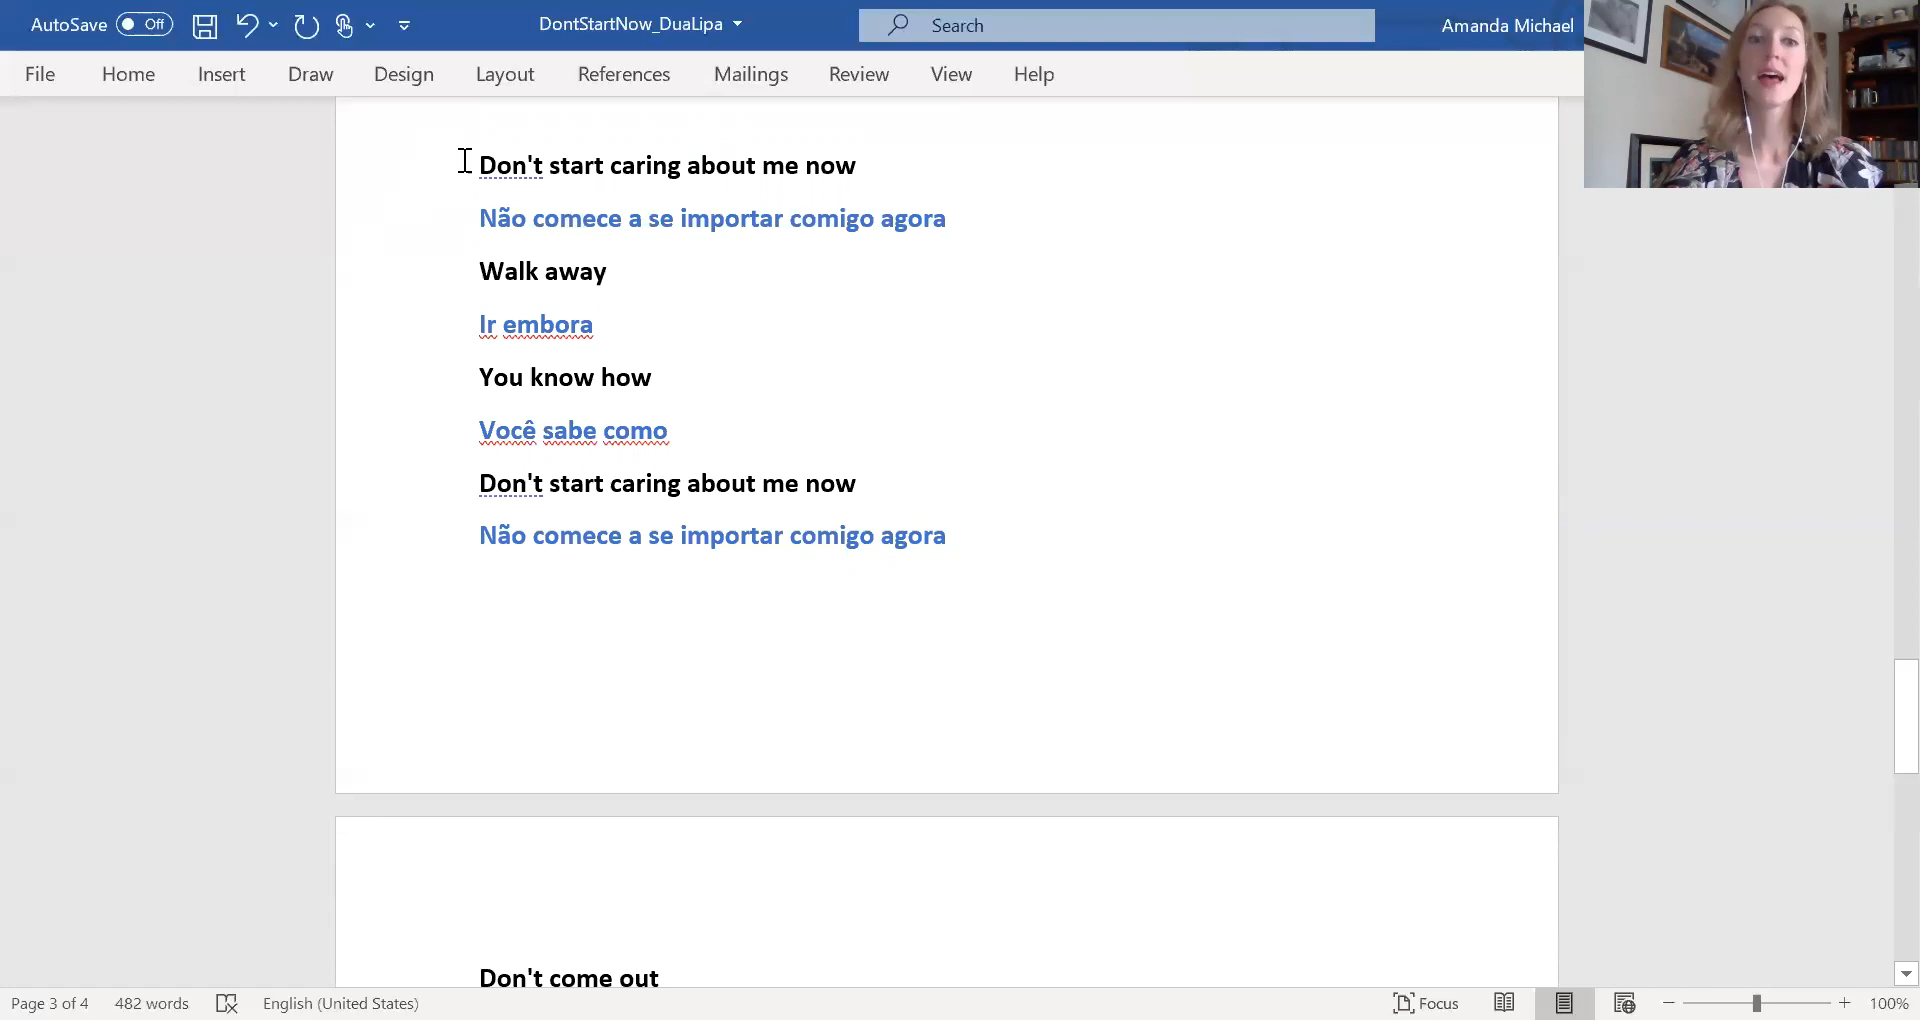 AutoSave Off DontStartNow_DuaLipa Search Amanda Michael
File Home Insert Draw Design Layout References Mailings Review View Help
Don't start caring about me now
Não comece a se importar comigo agora
Walk away
Ir embora
You know how
Você sabe como
Don't start caring about me now
Não comece a se importar comigo agora
Don't come out
Page 3 of 4 482 words English (United States) Focus 100%